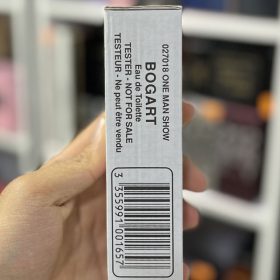 027018 ONE MAN SHOW
BOGART
Eau de Toilette
TESTER - NOT FOR SALE
TESTEUR - Ne peut être vendu
3 355991 001657